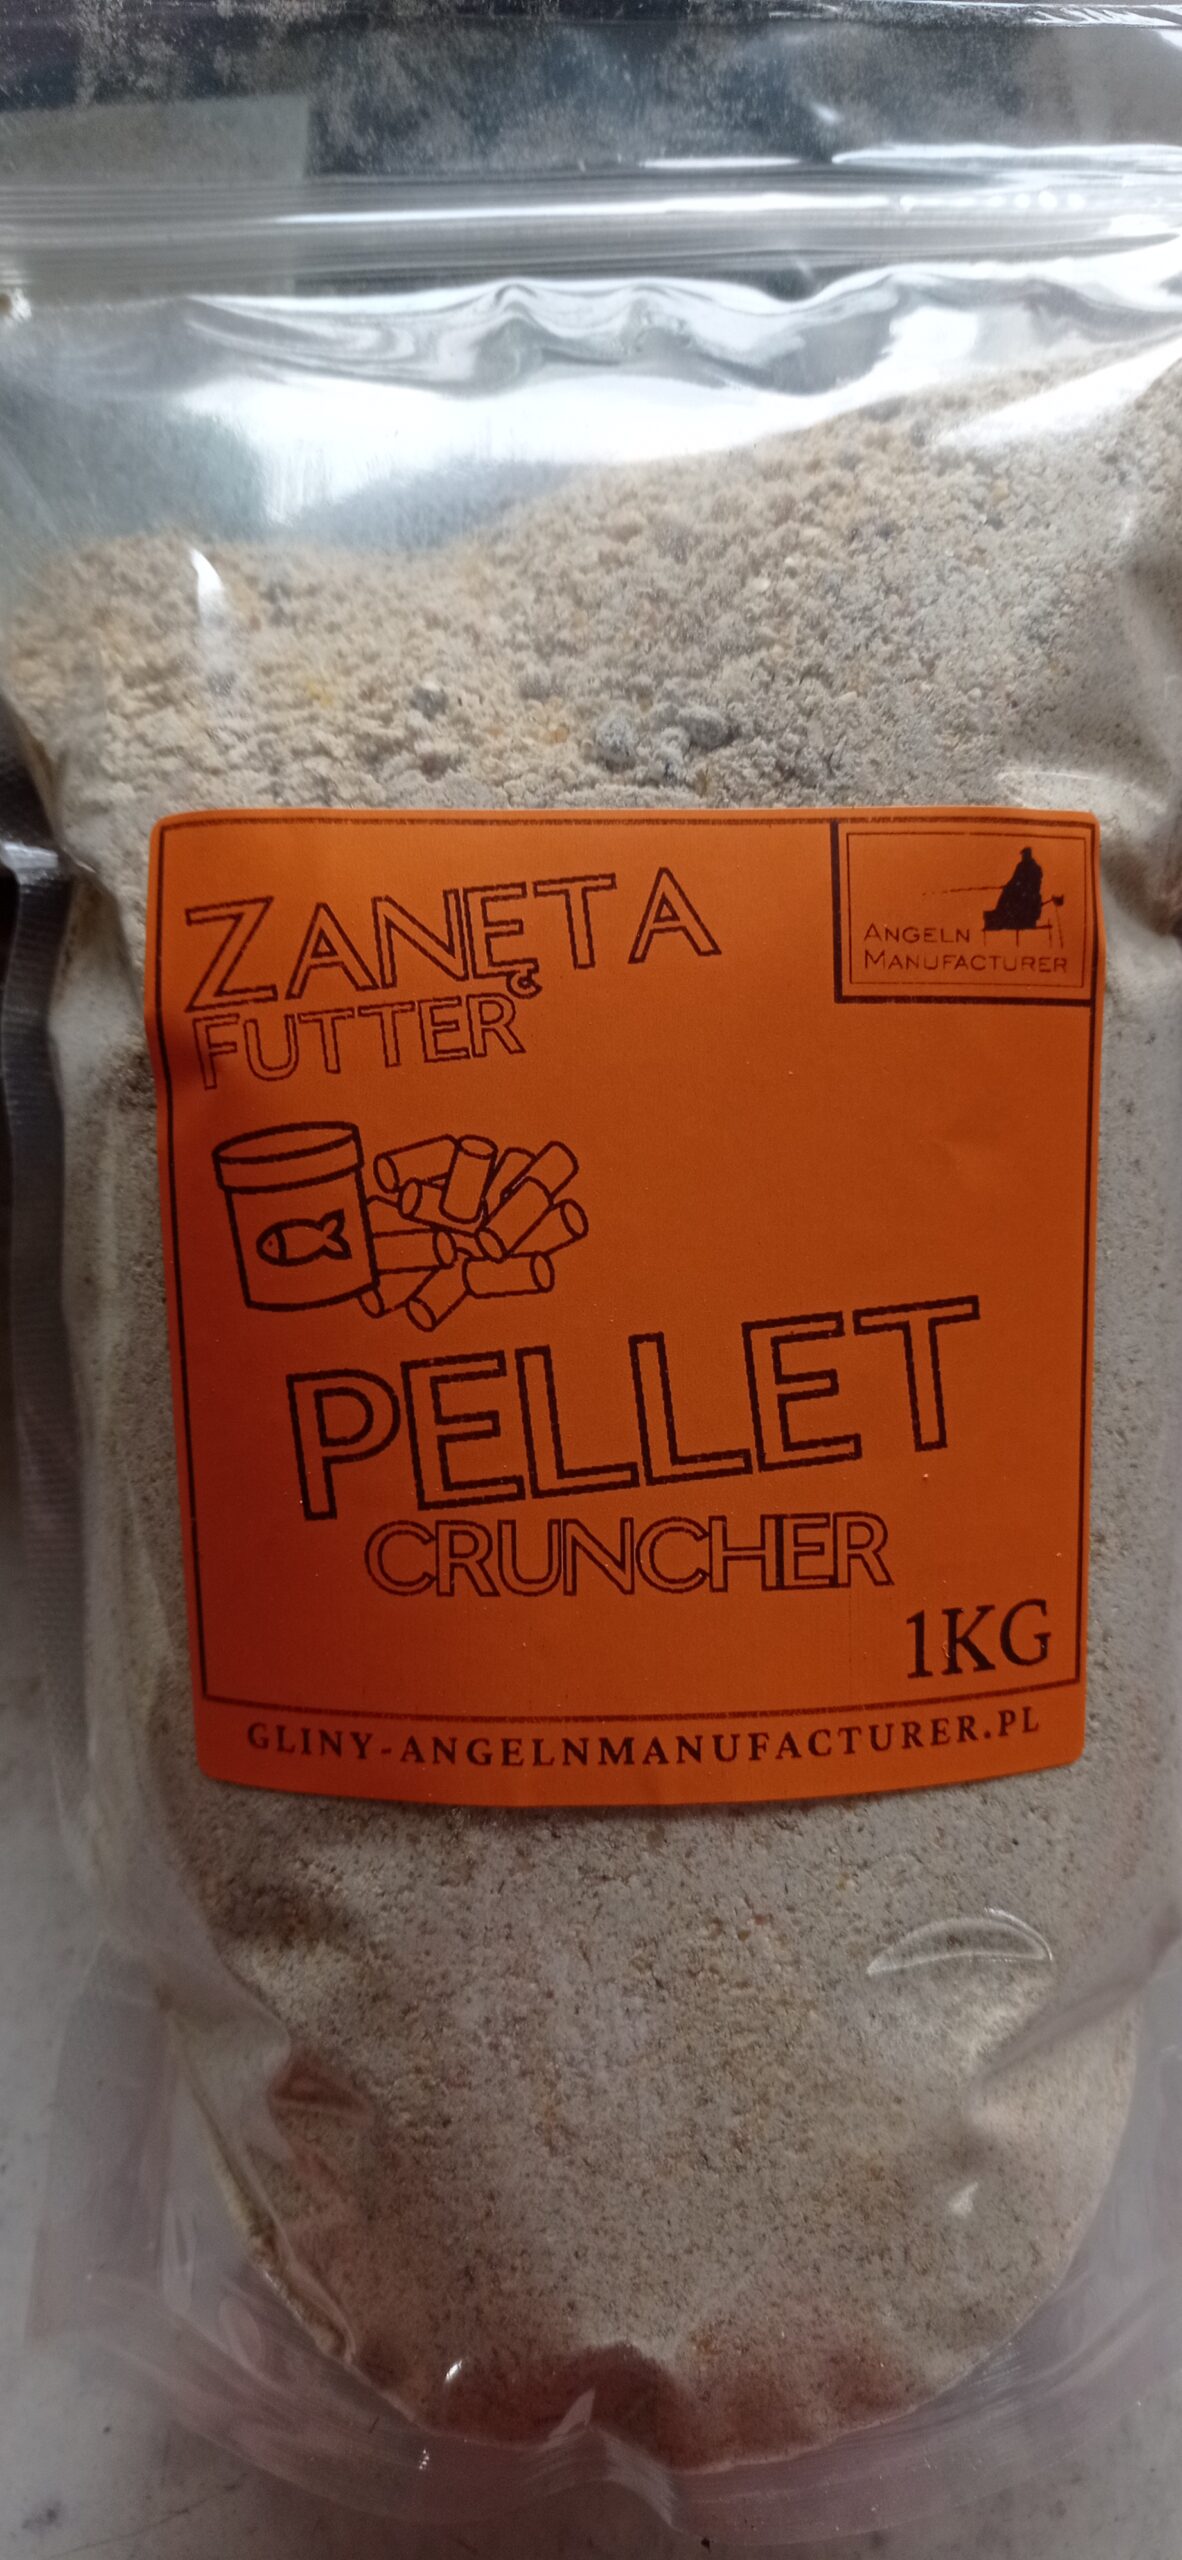 ZANĘTA
FUTTER
ANGELN
MANUFACTURER
PELLET
CRUNCHER
1KG
GLINY-ANGELNMANUFACTURER.PL